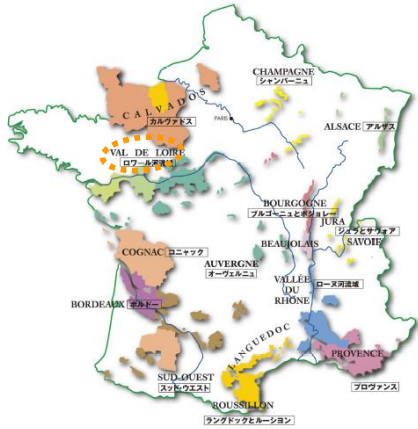 CHAMPAGNE
シャンパーニュ
CALVADOS
カルヴァドス
PARIS
ALSACE アルザス
VAL DE LOIRE
ロワール河流域
BOURGOGNE
ブルゴーニュとボジョレー
JURA
ジュラとサヴォア
SAVOIE
BEAUJOLAIS
COGNAC コニャック
AUVERGNE
オーヴェルニュ
VALLÉE
DU
RHÔNE
ローヌ河流域
BORDEAUX ボルドー
LANGUEDOC
PROVENCE
プロヴァンス
SUD-OUEST
スッド・ウエスト
ROUSSILLON
ラングドックとルーシヨン